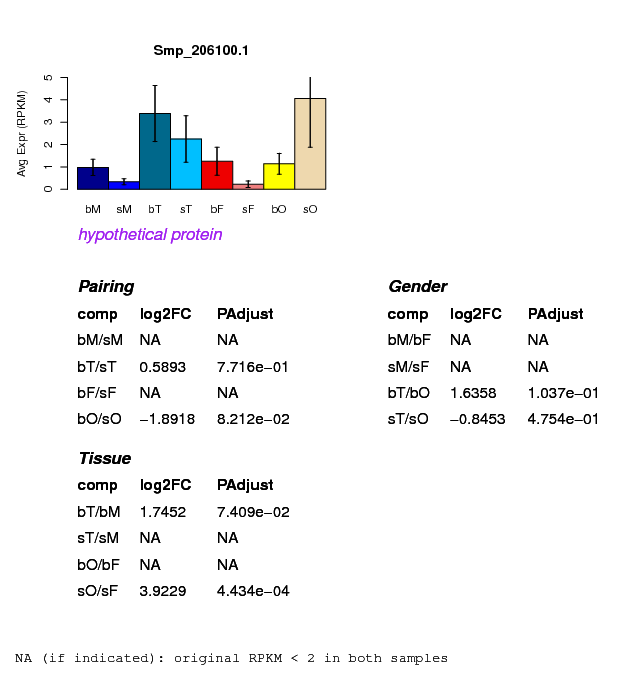 Smp_206100.1
Avg Expr (RPKM)
5
4
3
2
1
0
bM sM bT sT bF sF bO sO
hypothetical protein
Pairing
comp log2FC PAdjust
bM/sM NA NA
bT/sT 0.5893 7.716e−01
bF/sF NA NA
bO/sO −1.8918 8.212e−02
Gender
comp log2FC PAdjust
bM/bF NA NA
sM/sF NA NA
bT/bO 1.6358 1.037e−01
sT/sO −0.8453 4.754e−01
Tissue
comp log2FC PAdjust
bT/bM 1.7452 7.409e−02
sT/sM NA NA
bO/bF NA NA
sO/sF 3.9229 4.434e−04
NA (if indicated): original RPKM < 2 in both samples